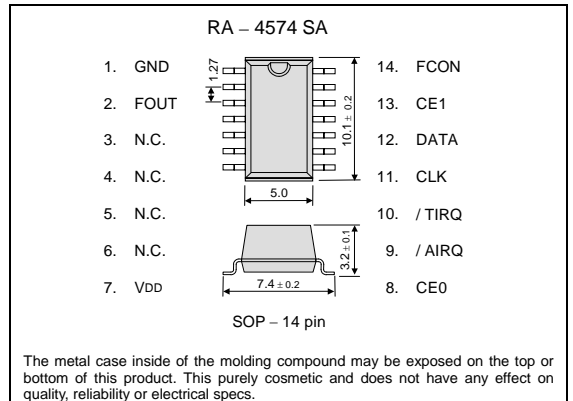 RA – 4574 SA
1. GND
2. FOUT
3. N.C.
4. N.C.
5. N.C.
6. N.C.
7. VDD
1.27
10.1 ± 0.2
5.0
3.2 ± 0.1
7.4 ± 0.2
14. FCON
13. CE1
12. DATA
11. CLK
10. / TIRQ
9. / AIRQ
8. CE0
SOP – 14 pin
The metal case inside of the molding compound may be exposed on the top or
bottom of this product. This purely cosmetic and does not have any effect on
quality, reliability or electrical specs.